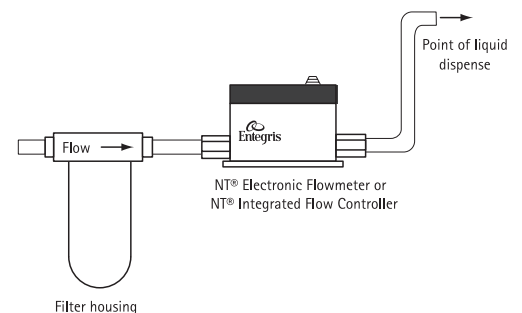 Point of liquid
dispense
Entegris
Flow
NT® Electronic Flowmeter or
NT® Integrated Flow Controller
Filter housing